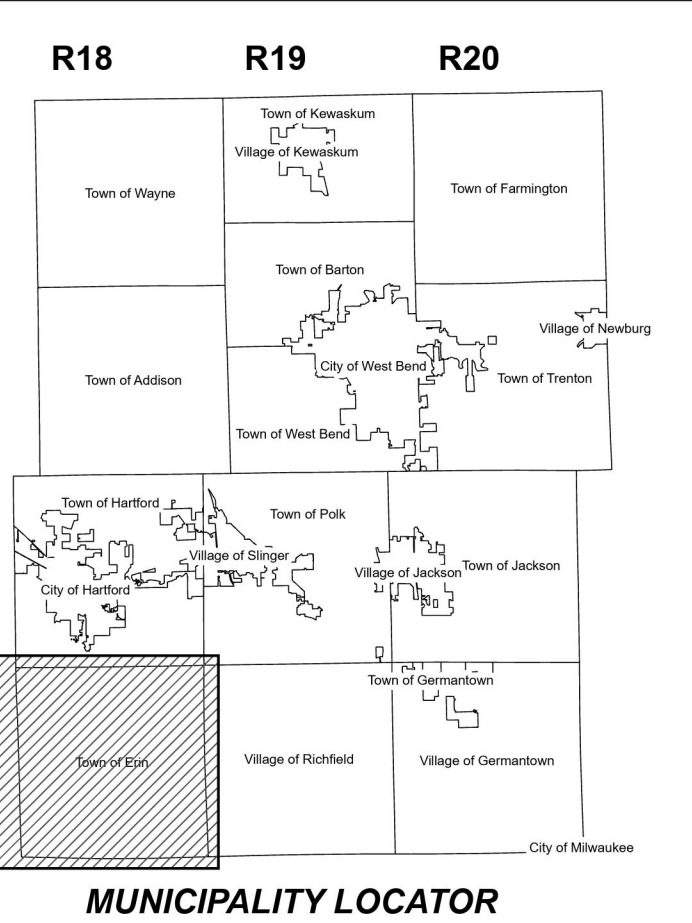 R18 R19 R20
Town of Kewaskum
Village of Kewaskum
Town of Wayne
Town of Farmington
Town of Barton
Village of Newburg
City of West Bend
Town of Addison
Town of Trenton
Town of West Bend
Town of Hartford
Town of Polk
Village of Slinger
Town of Jackson
Village of Jackson
City of Hartford
Town of Germantown
Town of Erin
Village of Richfield
Village of Germantown
City of Milwaukee
MUNICIPALITY LOCATOR